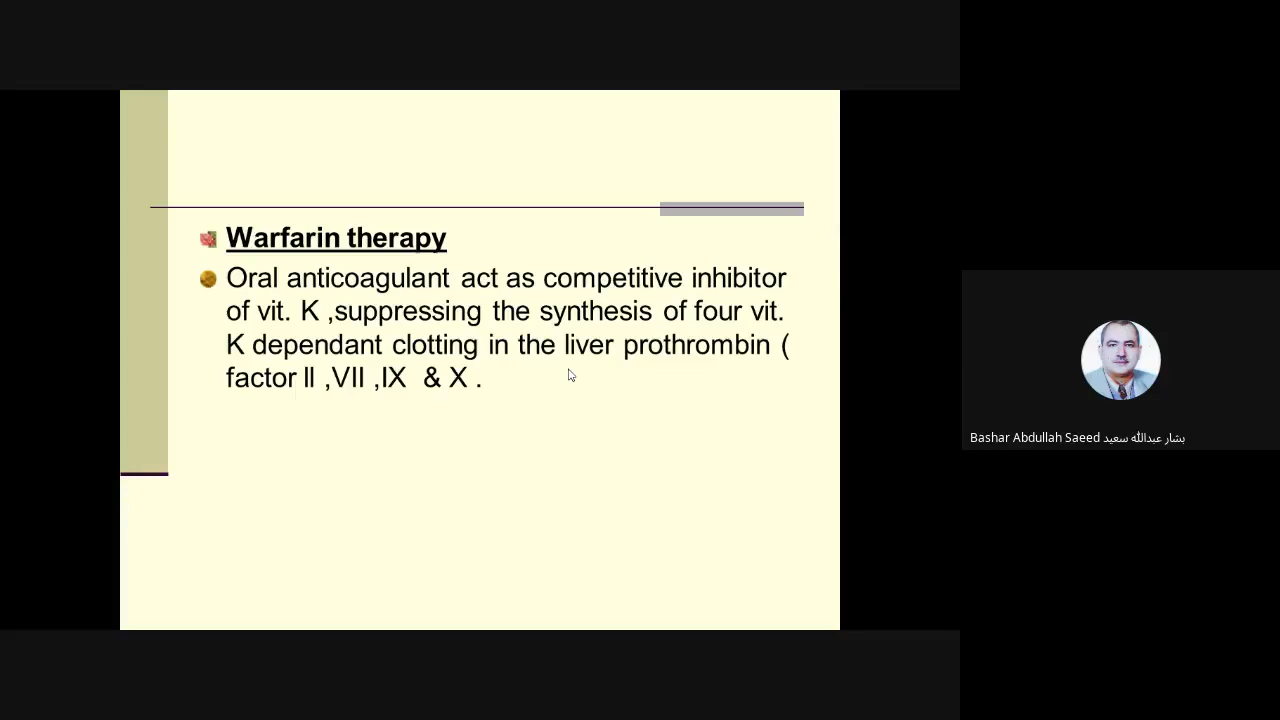 Warfarin therapy
Oral anticoagulant act as competitive inhibitor
of vit. K ,suppressing the synthesis of four vit.
K dependant clotting in the liver prothrombin (
factor II ,VII ,IX & X .
Bashar Abdullah Saeed بشار عبدالله سعيد